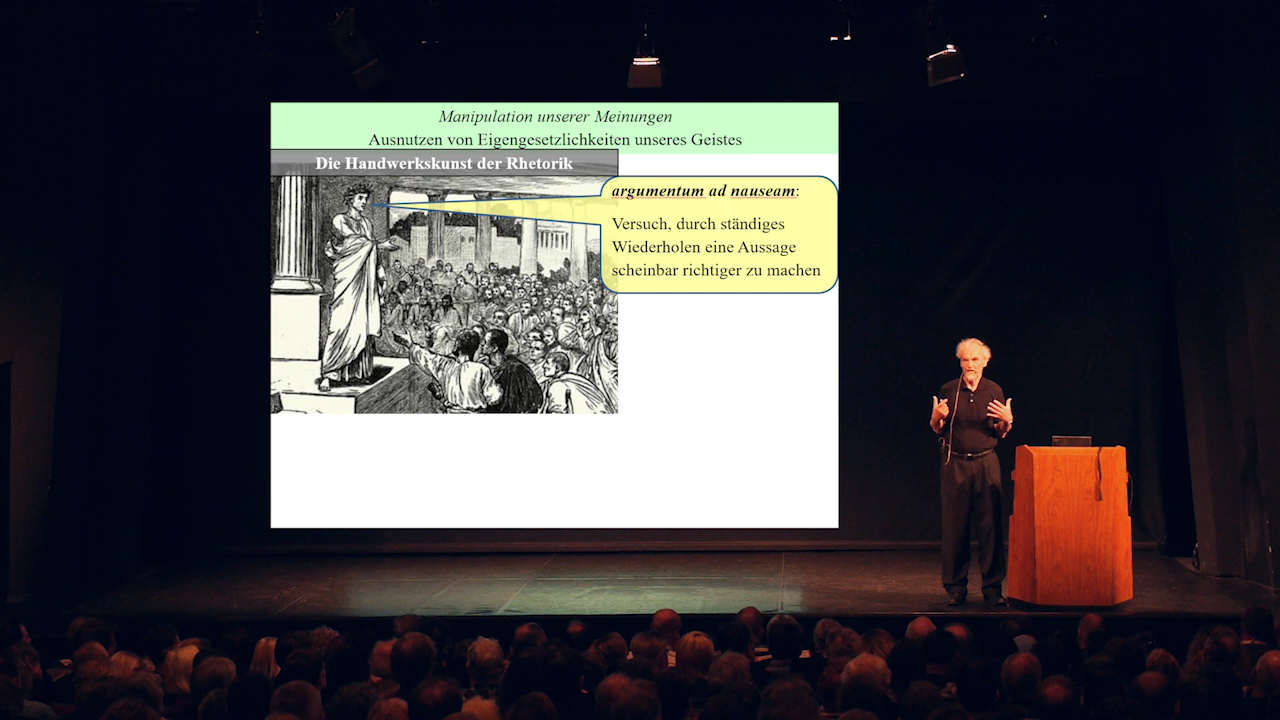 Manipulation unserer Meinungen
Ausnutzen von Eigengesetzlichkeiten unseres Geistes
Die Handwerkskunst der Rhetorik
argumentum ad nauseam:
Versuch, durch ständiges
Wiederholen eine Aussage
scheinbar richtiger zu machen